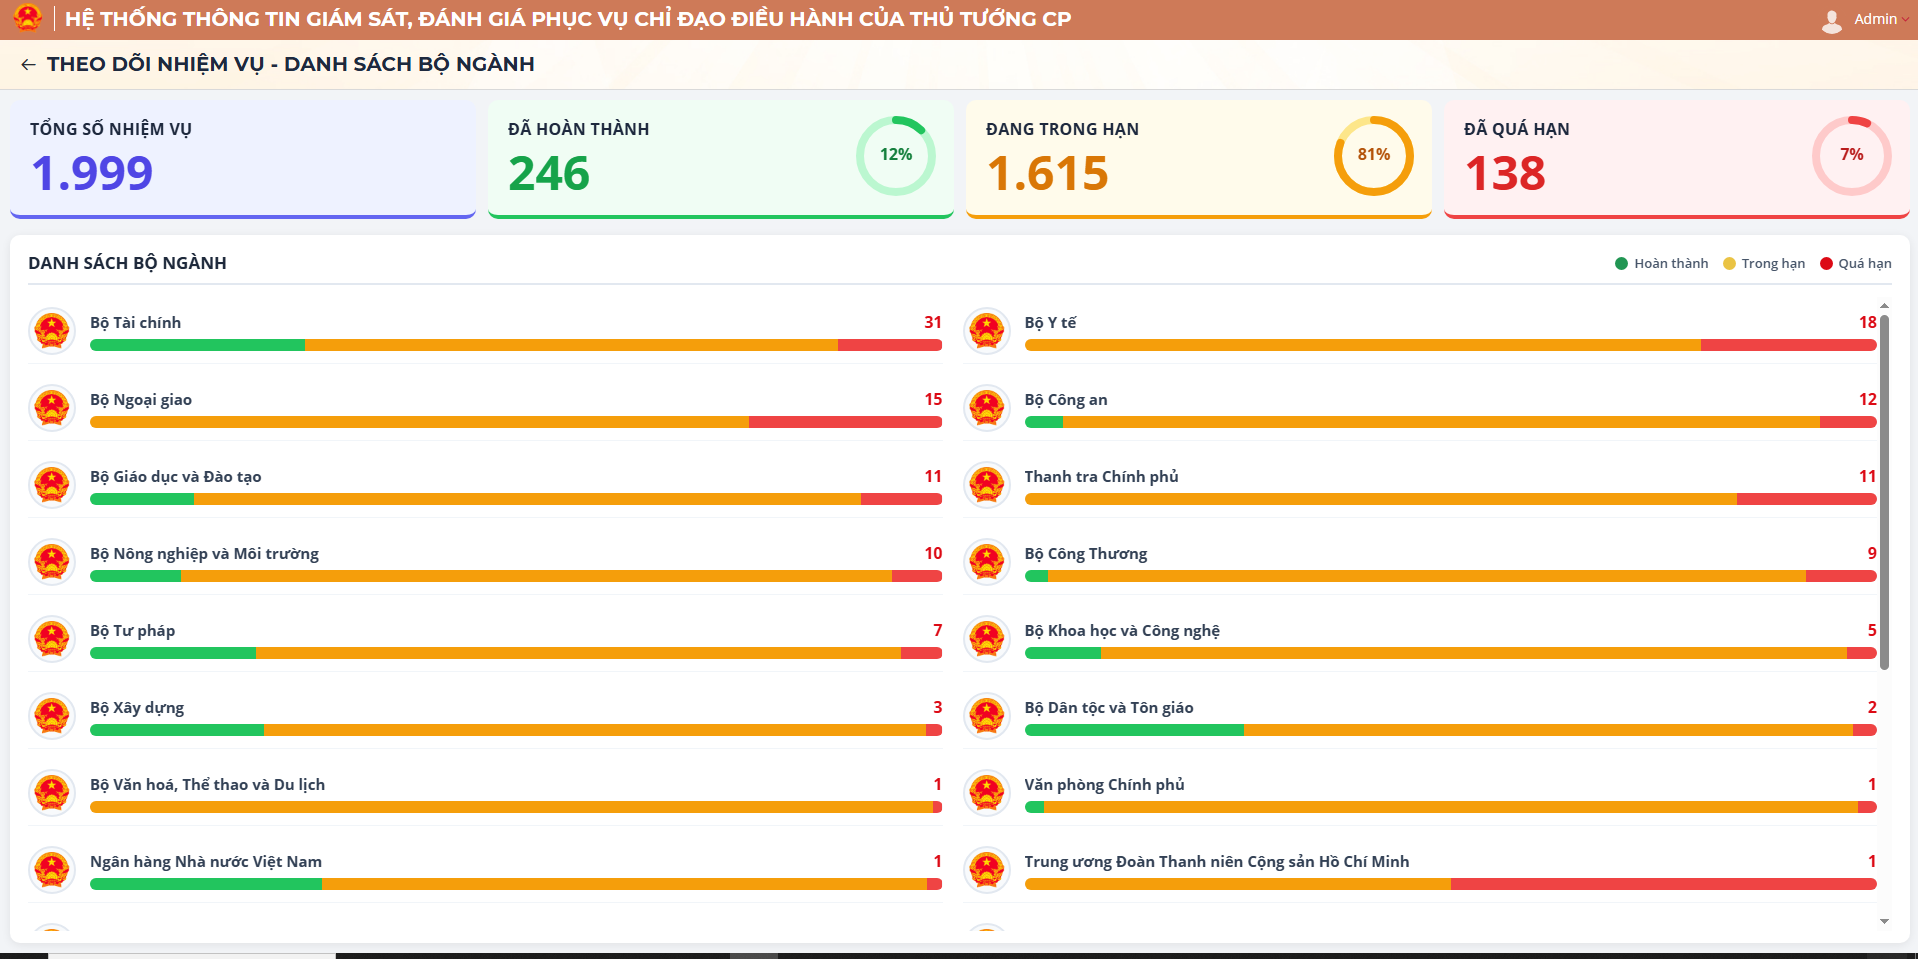 HỆ THỐNG THÔNG TIN GIÁM SÁT, ĐÁNH GIÁ PHỤC VỤ CHỈ ĐẠO ĐIỀU HÀNH CỦA THỦ TƯỚNG CP
Admin
← THEO DÕI NHIỆM VỤ - DANH SÁCH BỘ NGÀNH
TỔNG SỐ NHIỆM VỤ
1.999
ĐÃ HOÀN THÀNH
246
12%
ĐANG TRONG HẠN
1.615
81%
ĐÃ QUÁ HẠN
138
7%
DANH SÁCH BỘ NGÀNH
Hoàn thành Trong hạn Quá hạn
Bộ Tài chính 31
Bộ Y tế 18
Bộ Ngoại giao 15
Bộ Công an 12
Bộ Giáo dục và Đào tạo 11
Thanh tra Chính phủ 11
Bộ Nông nghiệp và Môi trường 10
Bộ Công Thương 9
Bộ Tư pháp 7
Bộ Khoa học và Công nghệ 5
Bộ Xây dựng 3
Bộ Dân tộc và Tôn giáo 2
Bộ Văn hoá, Thể thao và Du lịch 1
Văn phòng Chính phủ 1
Ngân hàng Nhà nước Việt Nam 1
Trung ương Đoàn Thanh niên Cộng sản Hồ Chí Minh 1